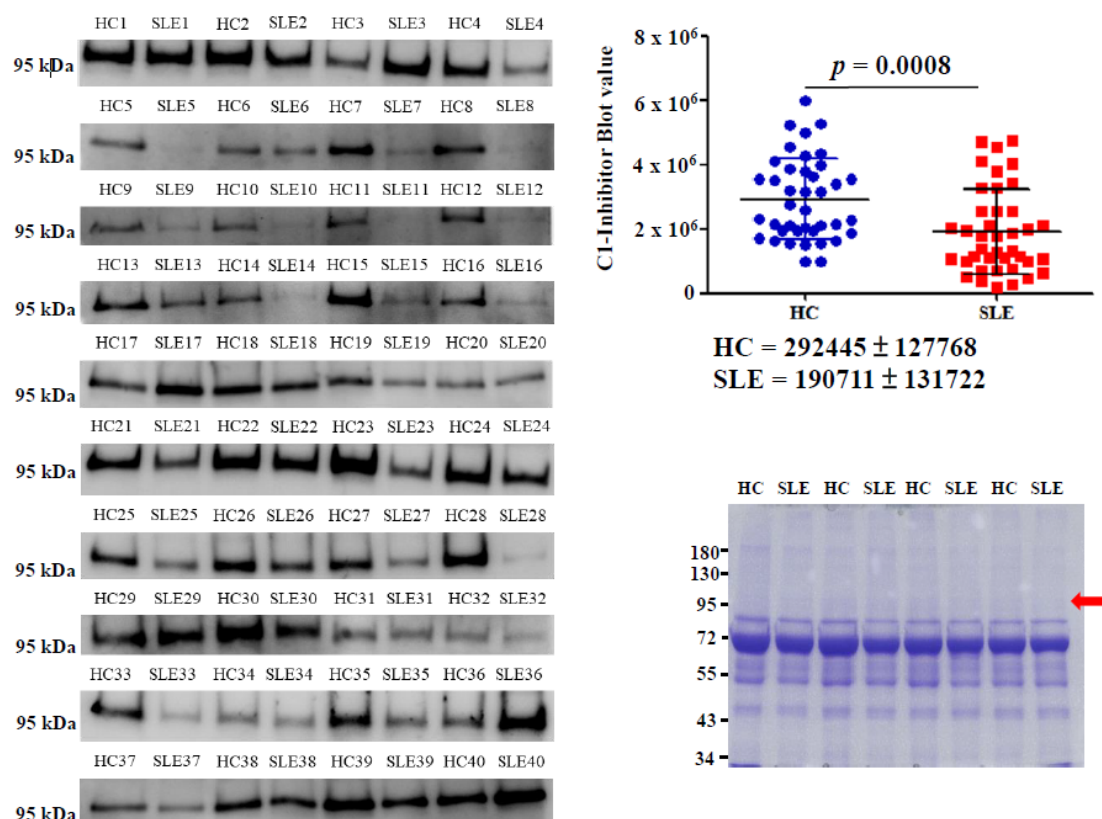 HC1 SLE1 HC2 SLE2 HC3 SLE3 HC4 SLE4
95 kDa
HC5 SLE5 HC6 SLE6 HC7 SLE7 HC8 SLE8
95 kDa
HC9 SLE9 HC10 SLE10 HC11 SLE11 HC12 SLE12
95 kDa
HC13 SLE13 HC14 SLE14 HC15 SLE15 HC16 SLE16
95 kDa
HC17 SLE17 HC18 SLE18 HC19 SLE19 HC20 SLE20
95 kDa
HC21 SLE21 HC22 SLE22 HC23 SLE23 HC24 SLE24
95 kDa
HC25 SLE25 HC26 SLE26 HC27 SLE27 HC28 SLE28
95 kDa
HC29 SLE29 HC30 SLE30 HC31 SLE31 HC32 SLE32
95 kDa
HC33 SLE33 HC34 SLE34 HC35 SLE35 HC36 SLE36
95 kDa
HC37 SLE37 HC38 SLE38 HC39 SLE39 HC40 SLE40
95 kDa
C1-Inhibitor Blot value
8 x 10⁶
6 x 10⁶
4 x 10⁶
2 x 10⁶
0
p = 0.0008
HC SLE
HC = 292445 ± 127768
SLE = 190711 ± 131722
HC SLE HC SLE HC SLE HC SLE
180
130
95
72
55
43
34